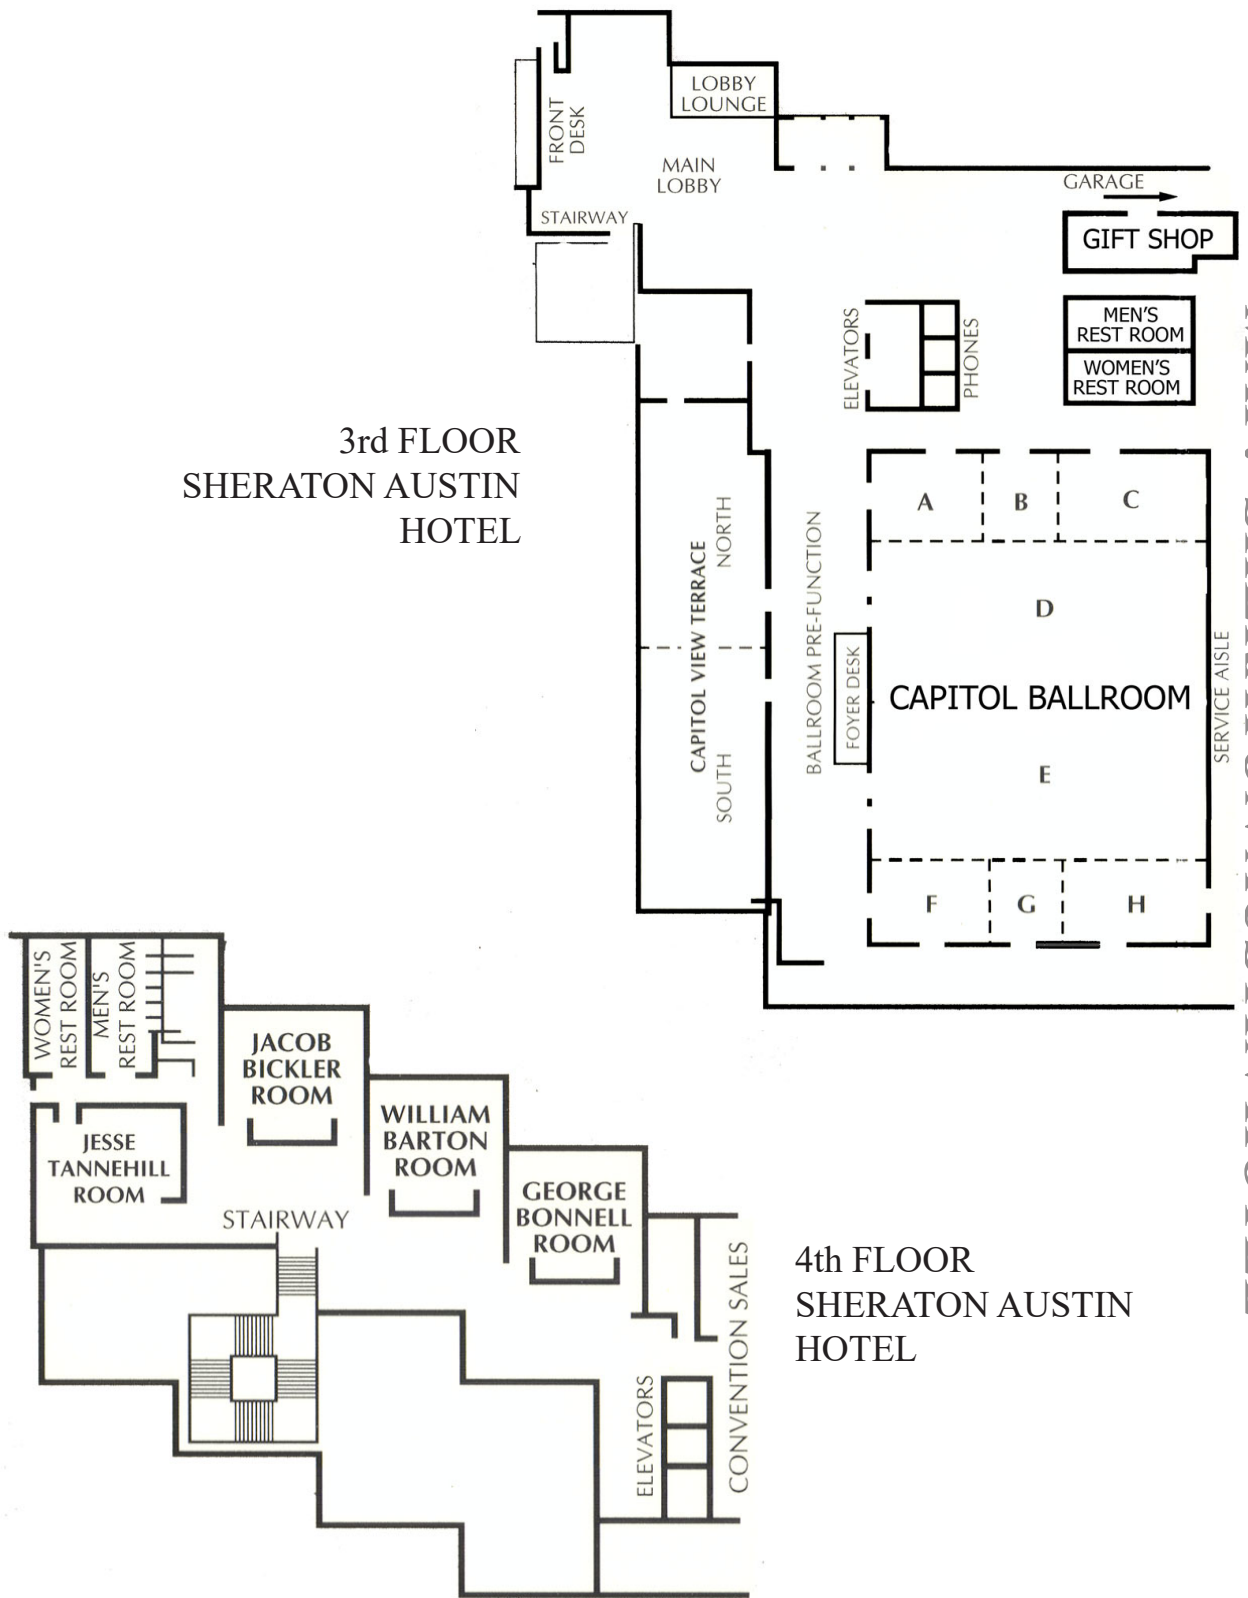 LOBBY
LOUNGE
FRONT
DESK
MAIN
LOBBY
GARAGE
STAIRWAY
GIFT SHOP
ELEVATORS
PHONES
MEN'S
REST ROOM
WOMEN'S
REST ROOM
3rd FLOOR
SHERATON AUSTIN
HOTEL
A
B
C
NORTH
CAPITOL VIEW TERRACE
SOUTH
BALLROOM PRE-FUNCTION
FOYER DESK
D
CAPITOL BALLROOM
E
SERVICE AISLE
F
G
H
WOMEN'S
REST ROOM
MEN'S
REST ROOM
JACOB
BICKLER
ROOM
WILLIAM
BARTON
ROOM
JESSE
TANNEHILL
ROOM
GEORGE
BONNELL
ROOM
STAIRWAY
CONVENTION SALES
ELEVATORS
4th FLOOR
SHERATON AUSTIN
HOTEL